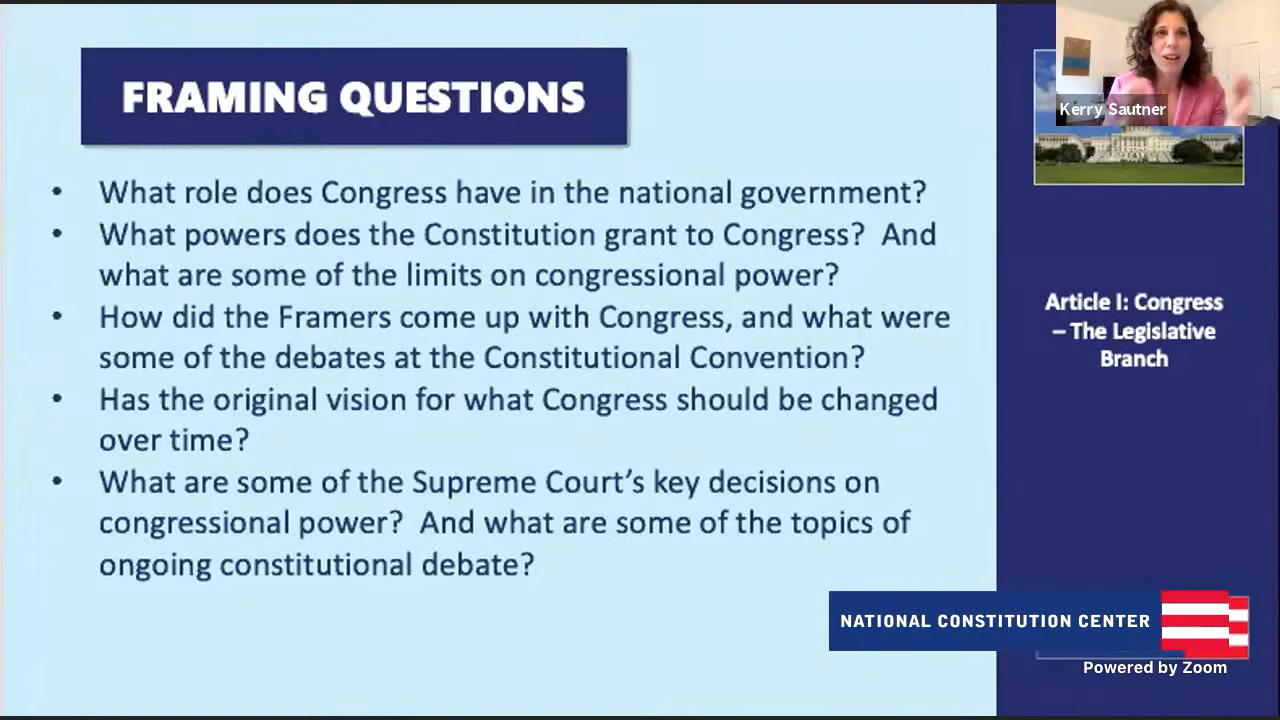 FRAMING QUESTIONS
• What role does Congress have in the national government?
• What powers does the Constitution grant to Congress?  And
what are some of the limits on congressional power?
• How did the Framers come up with Congress, and what were
some of the debates at the Constitutional Convention?
• Has the original vision for what Congress should be changed
over time?
• What are some of the Supreme Court’s key decisions on
congressional power?  And what are some of the topics of
ongoing constitutional debate?
Kerry Sautner
Article I: Congress
– The Legislative
Branch
NATIONAL CONSTITUTION CENTER
Powered by Zoom